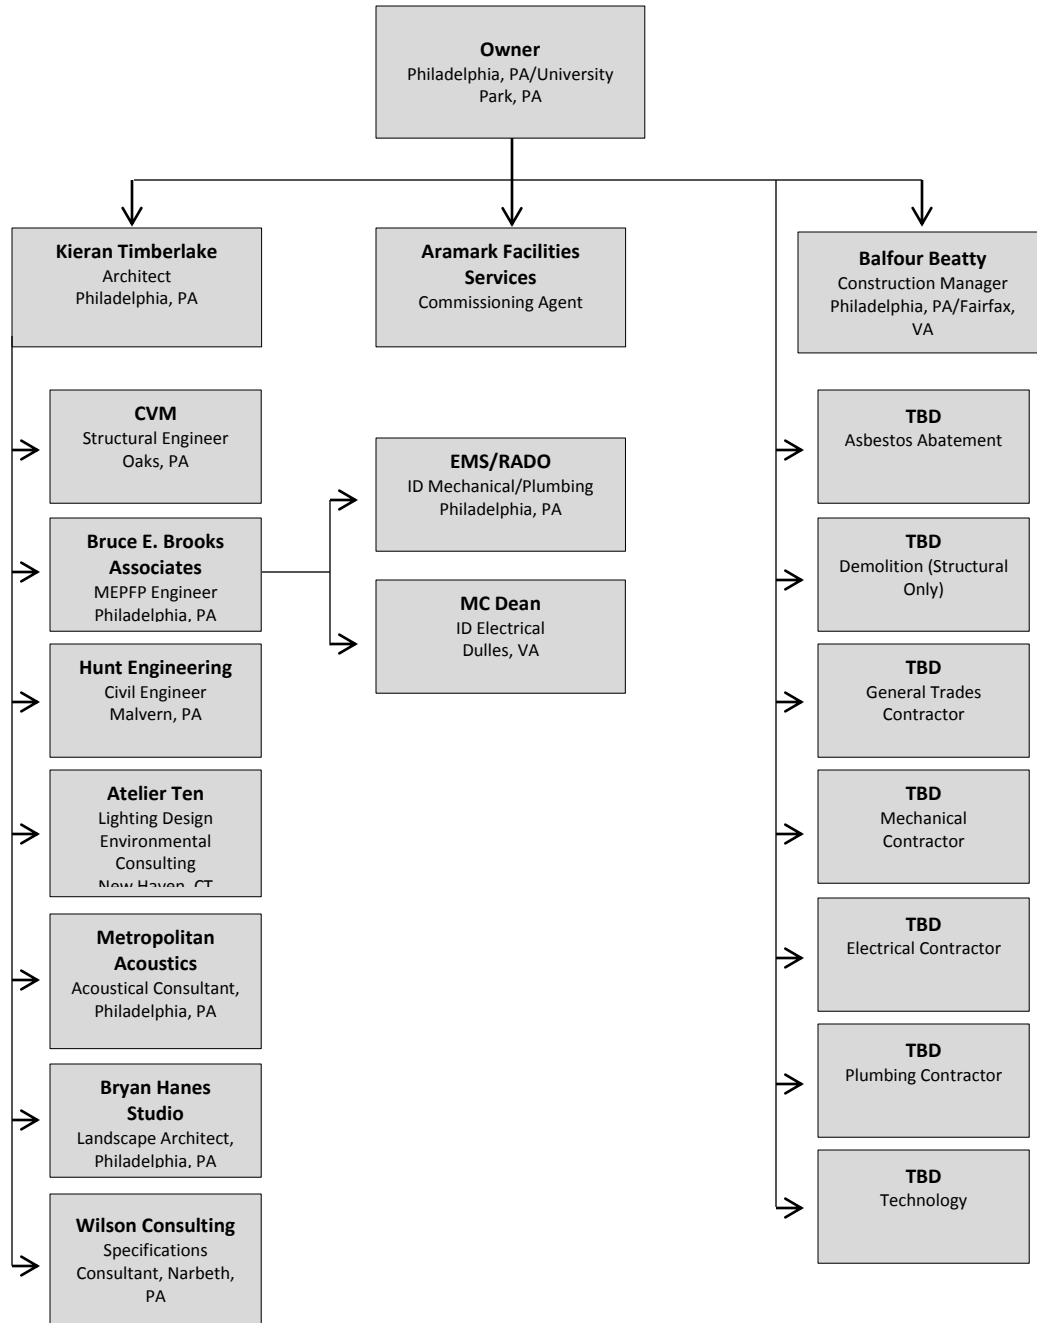 Owner
Philadelphia, PA/University
Park, PA
Kieran Timberlake
Architect
Philadelphia, PA
Aramark Facilities
Services
Commissioning Agent
Balfour Beatty
Construction Manager
Philadelphia, PA/Fairfax,
VA
CVM
Structural Engineer
Oaks, PA
Bruce E. Brooks
Associates
MEPFP Engineer
Philadelphia, PA
Hunt Engineering
Civil Engineer
Malvern, PA
Atelier Ten
Lighting Design
Environmental
Consulting
New Haven, CT
Metropolitan
Acoustics
Acoustical Consultant,
Philadelphia, PA
Bryan Hanes
Studio
Landscape Architect,
Philadelphia, PA
Wilson Consulting
Specifications
Consultant, Narbeth,
PA
EMS/RADO
ID Mechanical/Plumbing
Philadelphia, PA
MC Dean
ID Electrical
Dulles, VA
TBD
Asbestos Abatement
TBD
Demolition (Structural
Only)
TBD
General Trades
Contractor
TBD
Mechanical
Contractor
TBD
Electrical Contractor
TBD
Plumbing Contractor
TBD
Technology